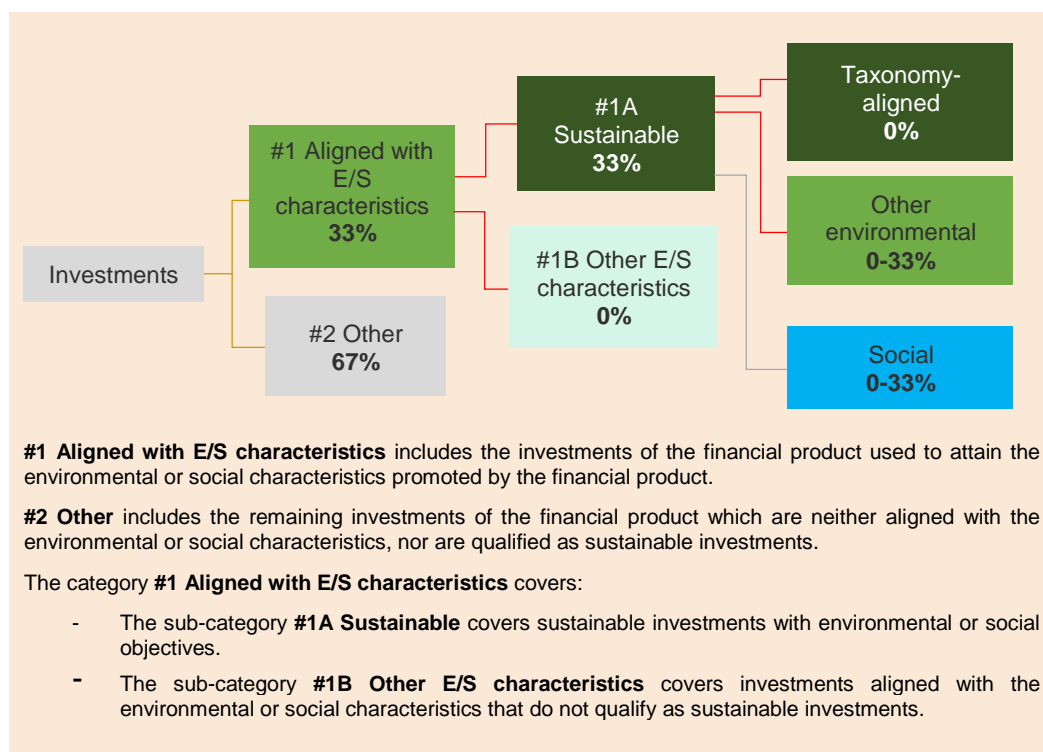 Investments
#1 Aligned with
E/S
characteristics
33%
#2 Other
67%
#1A
Sustainable
33%
#1B Other E/S
characteristics
0%
Taxonomy-
aligned
0%
Other
environmental
0-33%
Social
0-33%
#1 Aligned with E/S characteristics includes the investments of the financial product used to attain the
environmental or social characteristics promoted by the financial product.
#2 Other includes the remaining investments of the financial product which are neither aligned with the
environmental or social characteristics, nor are qualified as sustainable investments.
The category #1 Aligned with E/S characteristics covers:
- The sub-category #1A Sustainable covers sustainable investments with environmental or social
objectives.
- The sub-category #1B Other E/S characteristics covers investments aligned with the
environmental or social characteristics that do not qualify as sustainable investments.